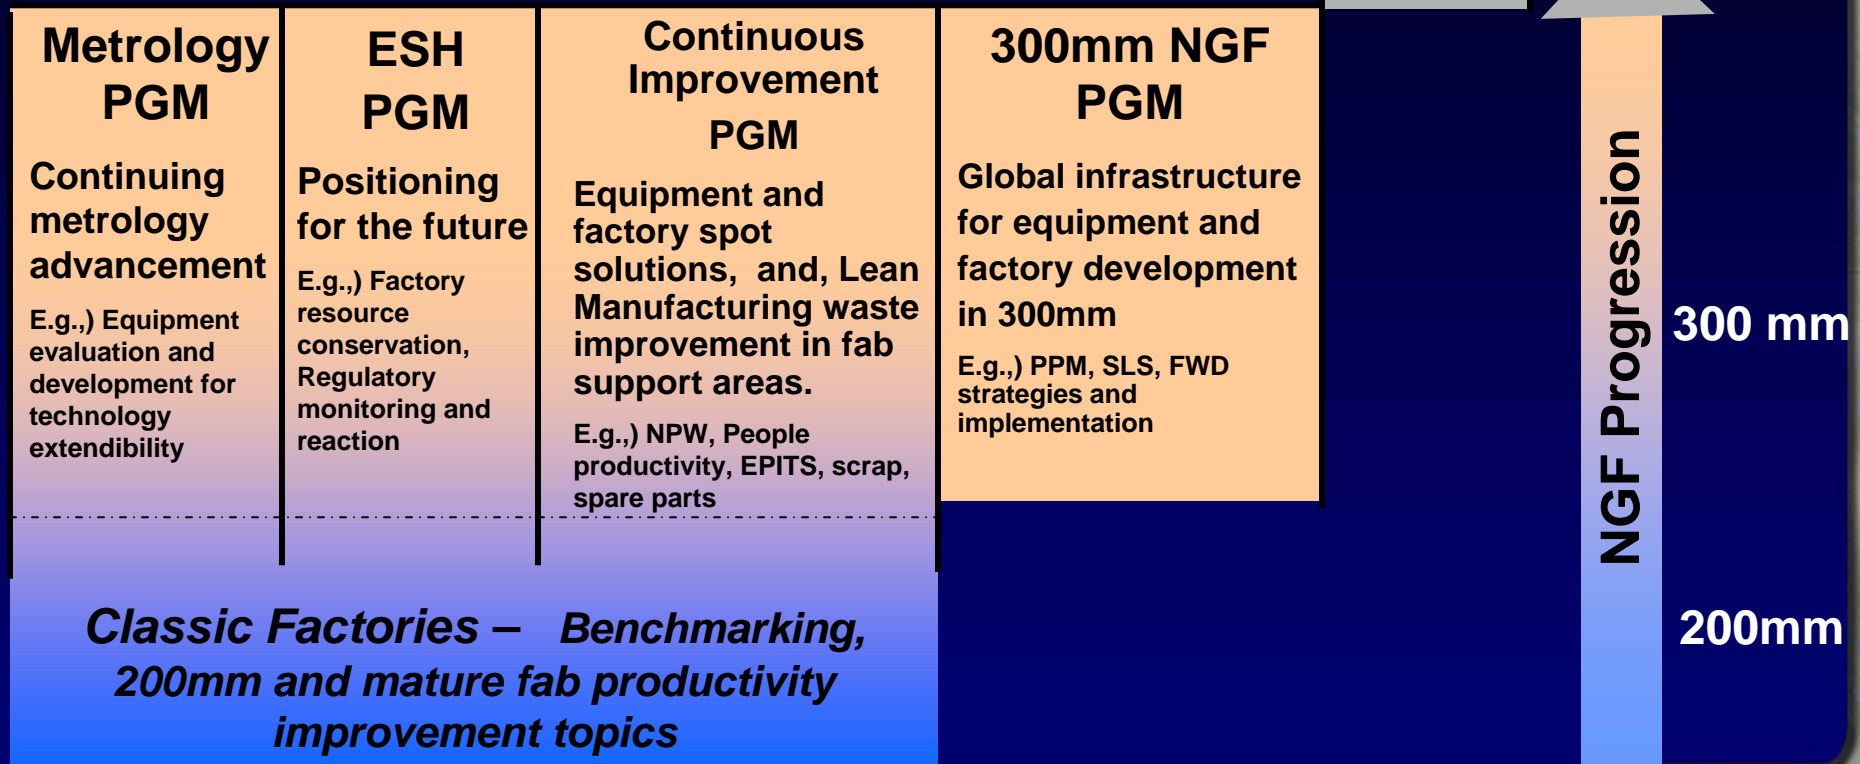 Metrology
PGM
Continuing
metrology
advancement
E.g.,) Equipment
evaluation and
development for
technology
extendibility
ESH
PGM
Positioning
for the future
E.g.,) Factory
resource
conservation,
Regulatory
monitoring and
reaction
Continuous
Improvement
PGM
Equipment and
factory spot
solutions,  and, Lean
Manufacturing waste
improvement in fab
support areas.
E.g.,) NPW, People
productivity, EPITS, scrap,
spare parts
300mm NGF
PGM
Global infrastructure
for equipment and
factory development
in 300mm
E.g.,) PPM, SLS, FWD
strategies and
implementation
Classic Factories –   Benchmarking,
200mm and mature fab productivity
improvement topics
NGF Progression
300 mm
200mm